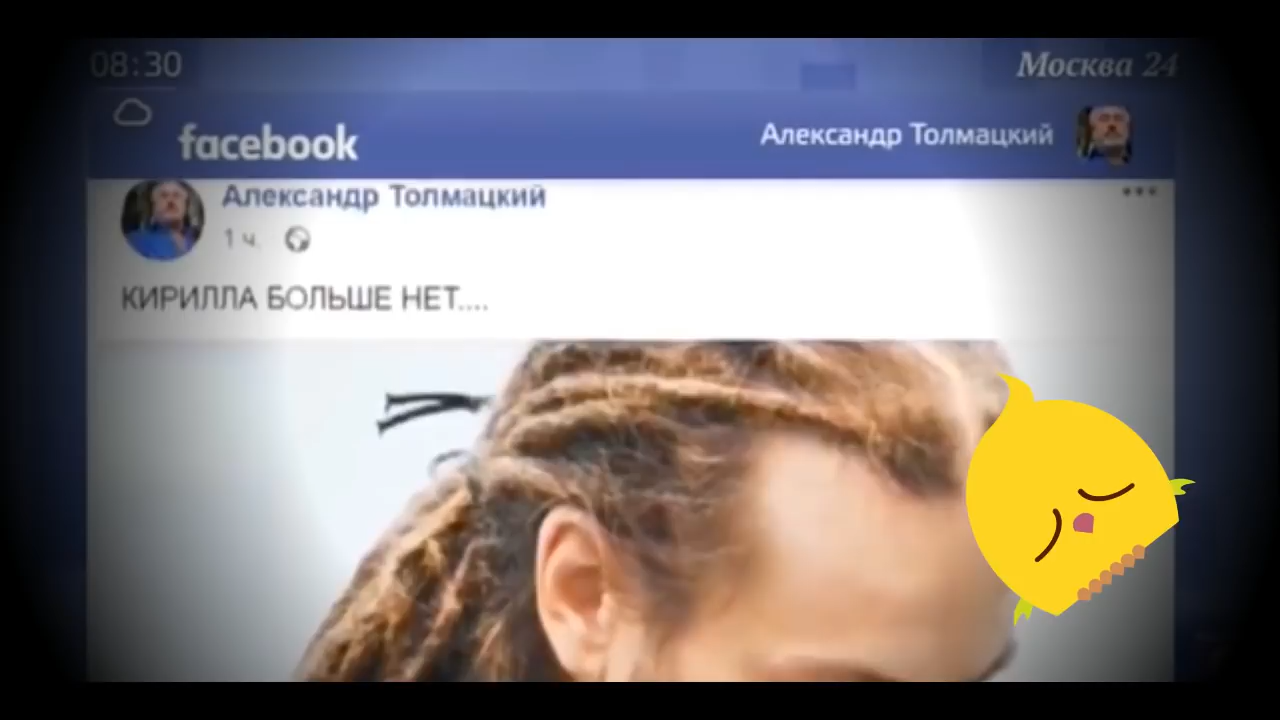 08:30
Москва 24
facebook
Александр Толмацкий
Александр Толмацкий
1 ч.
КИРИЛЛА БОЛЬШЕ НЕТ....